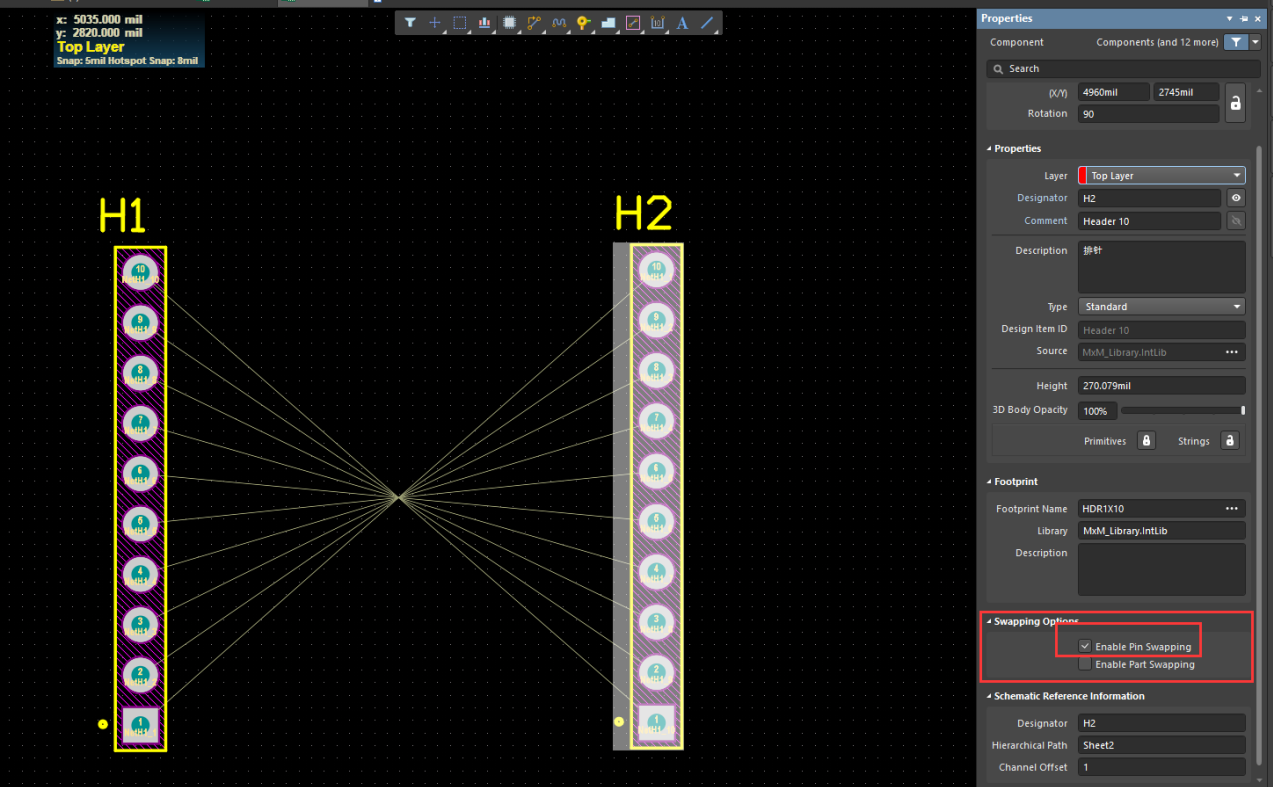 x: 5035.000 mil
y: 2820.000 mil
Top Layer
Snap: 5mil Hotspot Snap: 8mil
H1
10
9
8
7
6
5
4
3
2
1
H2
10
9
8
7
6
5
4
3
2
1
Properties
Component Components (and 12 more)
Search
(X/Y) 4960mil 2745mil
Rotation 90
Properties
Layer Top Layer
Designator H2
Comment Header 10
Description 排针
Type Standard
Design Item ID Header 10
Source MxM_Library.IntLib
Height 270.079mil
3D Body Opacity 100%
Primitives Strings
Footprint
Footprint Name HDR1X10
Library MxM_Library.IntLib
Description
Swapping Options
Enable Pin Swapping
Enable Part Swapping
Schematic Reference Information
Designator H2
Hierarchical Path Sheet2
Channel Offset 1